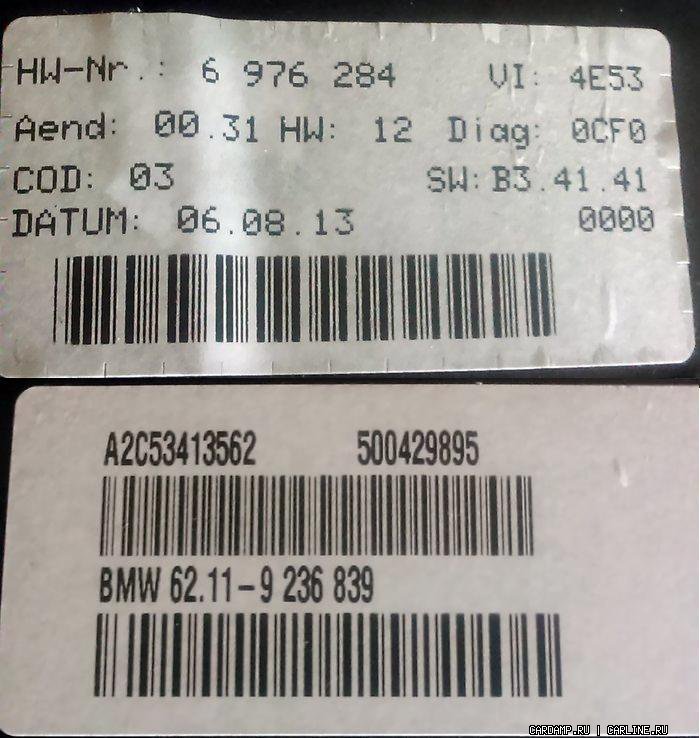 HW-Nr.: 6 976 284 VI: 4E53
Aend: 00.31 HW: 12 Diag: 0CF0
COD: 03 SW: B3.41.41
DATUM: 06.08.13 0000
A2C53413562 500429895
BMW 62.11-9 236 839
CARDAMP.RU | CARLINE.RU